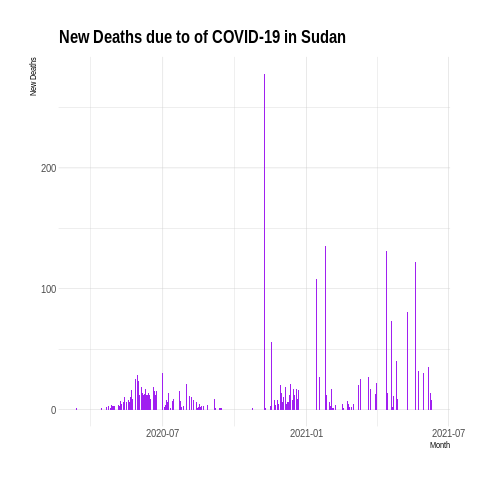 New Deaths due to of COVID-19 in Sudan
New Deaths
200
100
0
2020-07
2021-01
2021-07
Month